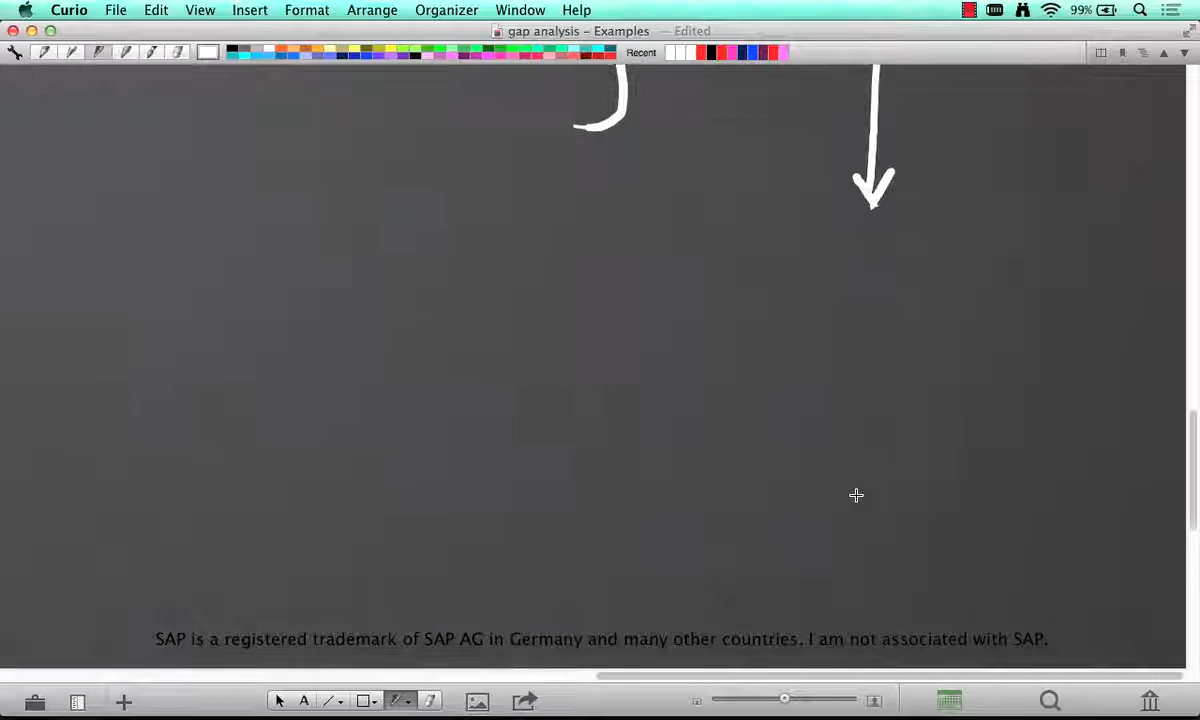 Curio File Edit View Insert Format Arrange Organizer Window Help 99%
gap analysis – Examples — Edited
Recent
SAP is a registered trademark of SAP AG in Germany and many other countries. I am not associated with SAP.
A